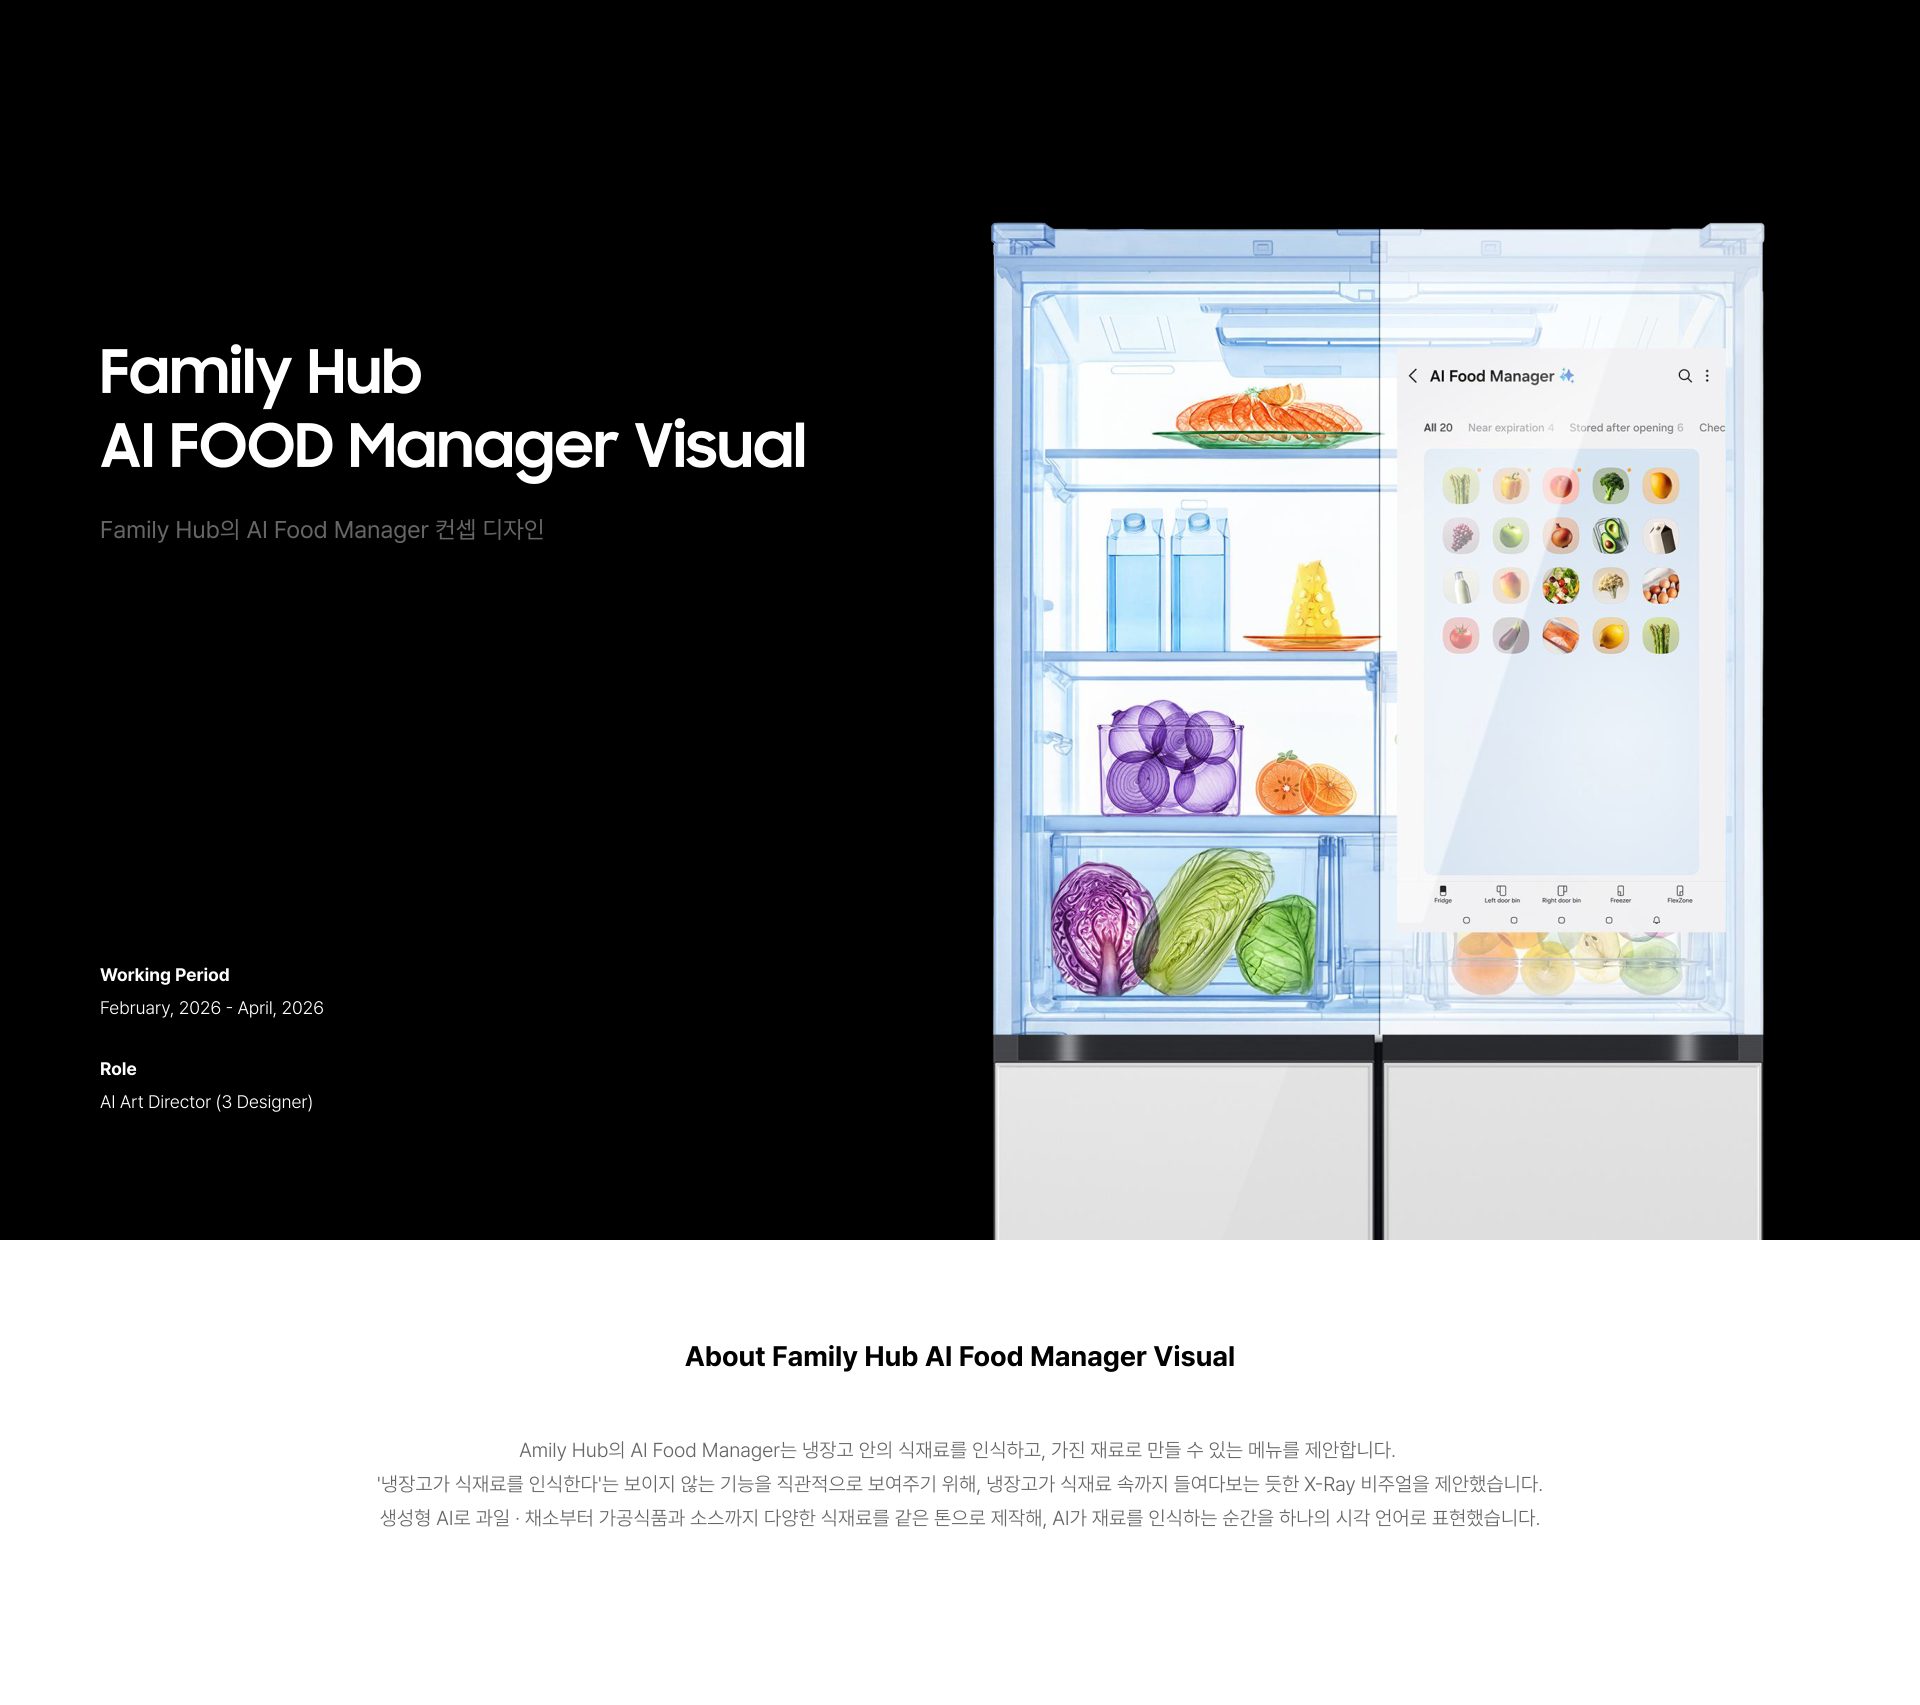 Family Hub
AI FOOD Manager Visual
Family Hub의 AI Food Manager 컨셉 디자인
Working Period
February, 2026 - April, 2026
Role
AI Art Director (3 Designer)
AI Food Manager
All 20 Near expiration 4 Stored after opening 6 Chec
Fridge Left door bin Right door bin Freezer FlexZone
About Family Hub AI Food Manager Visual
Amily Hub의 AI Food Manager는 냉장고 안의 식재료를 인식하고, 가진 재료로 만들 수 있는 메뉴를 제안합니다.
'냉장고가 식재료를 인식한다'는 보이지 않는 기능을 직관적으로 보여주기 위해, 냉장고가 식재료 속까지 들여다보는 듯한 X-Ray 비주얼을 제안했습니다.
생성형 AI로 과일 · 채소부터 가공식품과 소스까지 다양한 식재료를 같은 톤으로 제작해, AI가 재료를 인식하는 순간을 하나의 시각 언어로 표현했습니다.